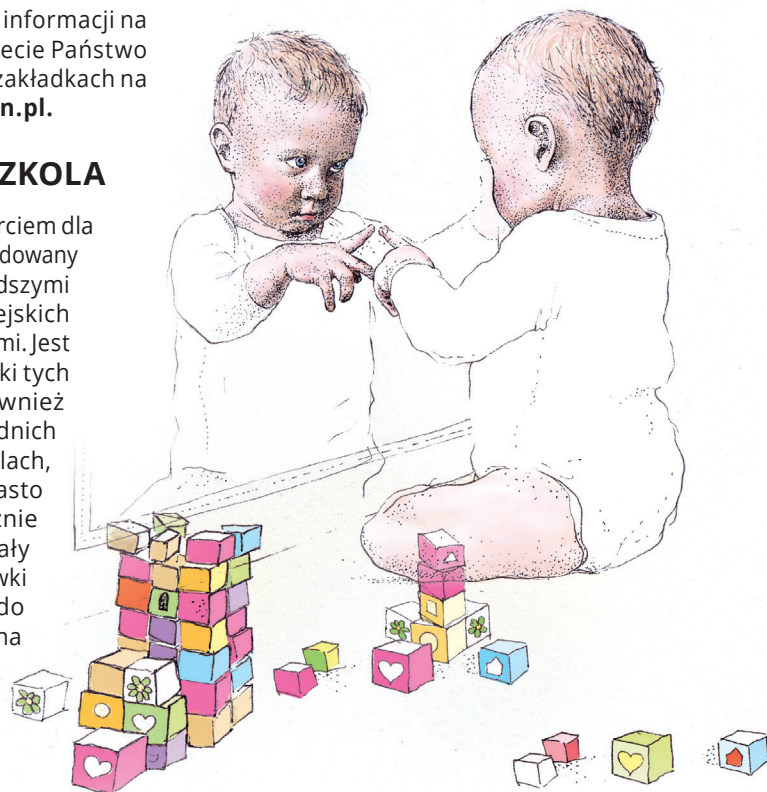 informacji na
ecie Państwo
zakładkach na
n.pl.
ZKOLA
rciem dla
dowany
dszymi
ejskich
mi. Jest
ki tych
wnież
dnich
lach,
asto
znie
ały
wki
do
na